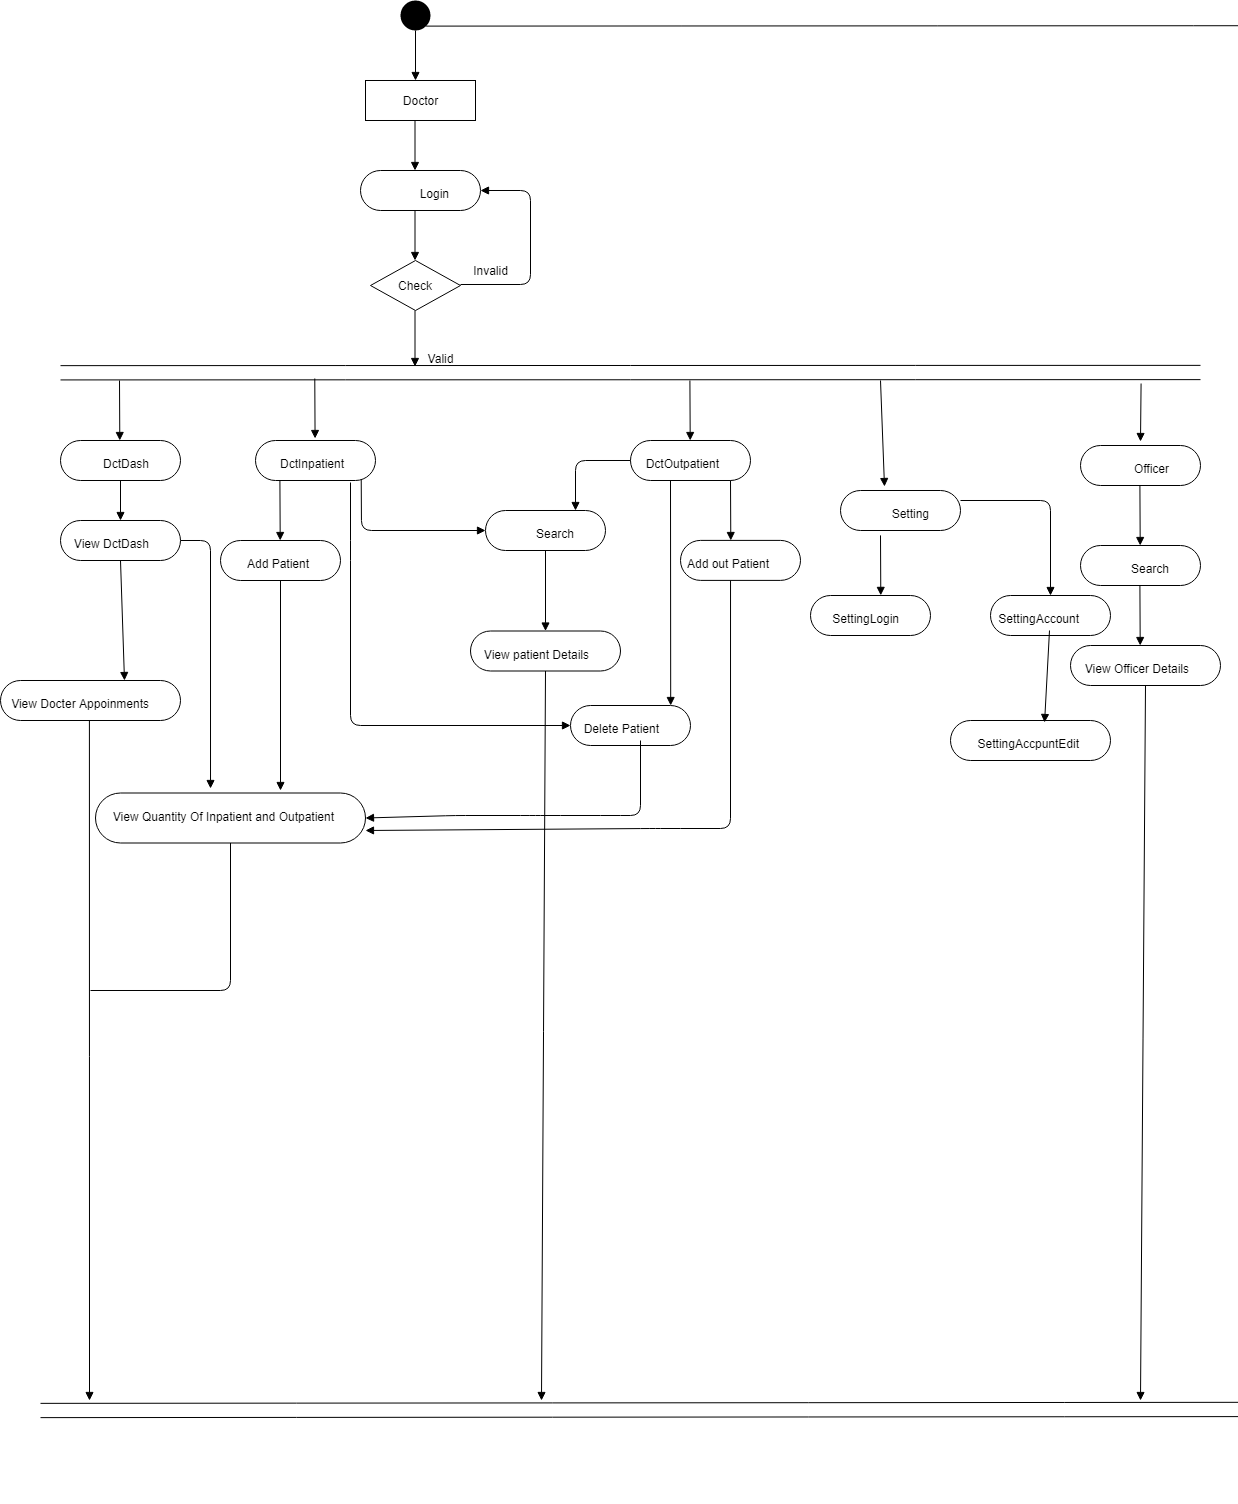 Doctor
Login
Check
Invalid
Valid
DctDash
DctInpatient
DctOutpatient
Officer
Setting
Search
View DctDash
Add Patient
Add out Patient
Search
SettingLogin
SettingAccount
View patient Details
View Officer Details
View Docter Appoinments
Delete Patient
SettingAccpuntEdit
View Quantity Of Inpatient and Outpatient